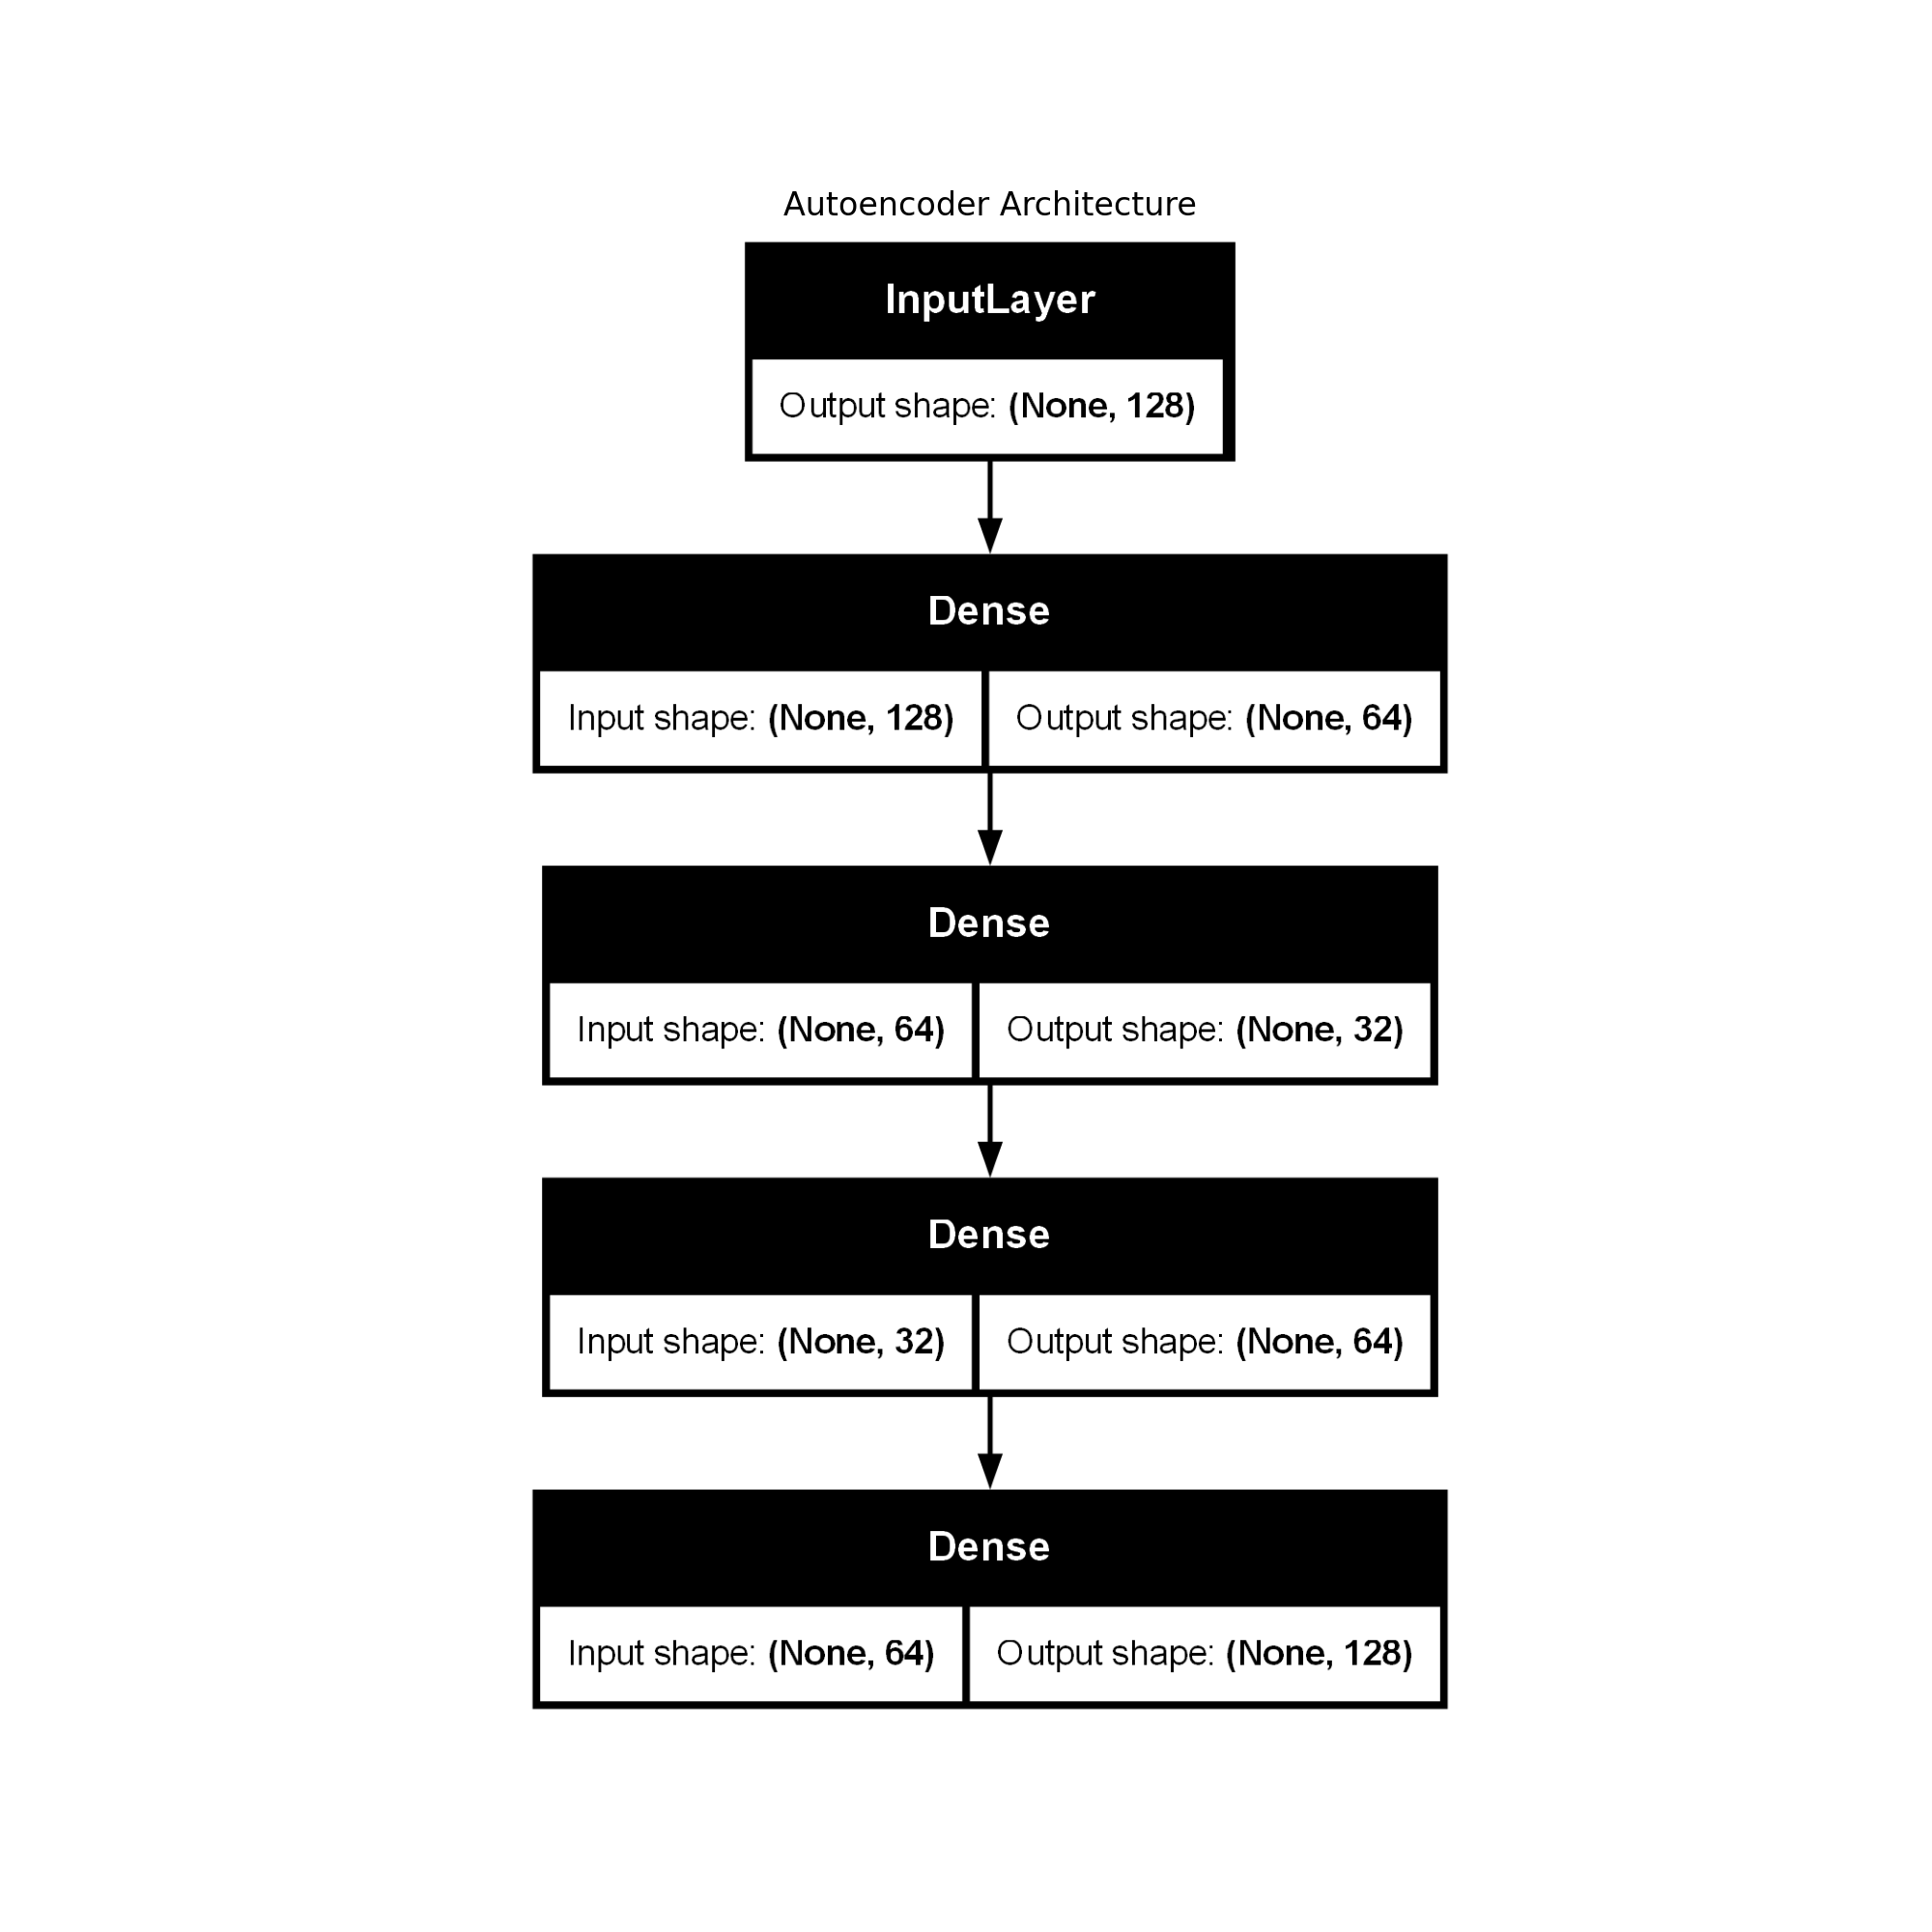 Autoencoder Architecture
InputLayer
Output shape: (None, 128)
Dense
Input shape: (None, 128) Output shape: (None, 64)
Dense
Input shape: (None, 64) Output shape: (None, 32)
Dense
Input shape: (None, 32) Output shape: (None, 64)
Dense
Input shape: (None, 64) Output shape: (None, 128)